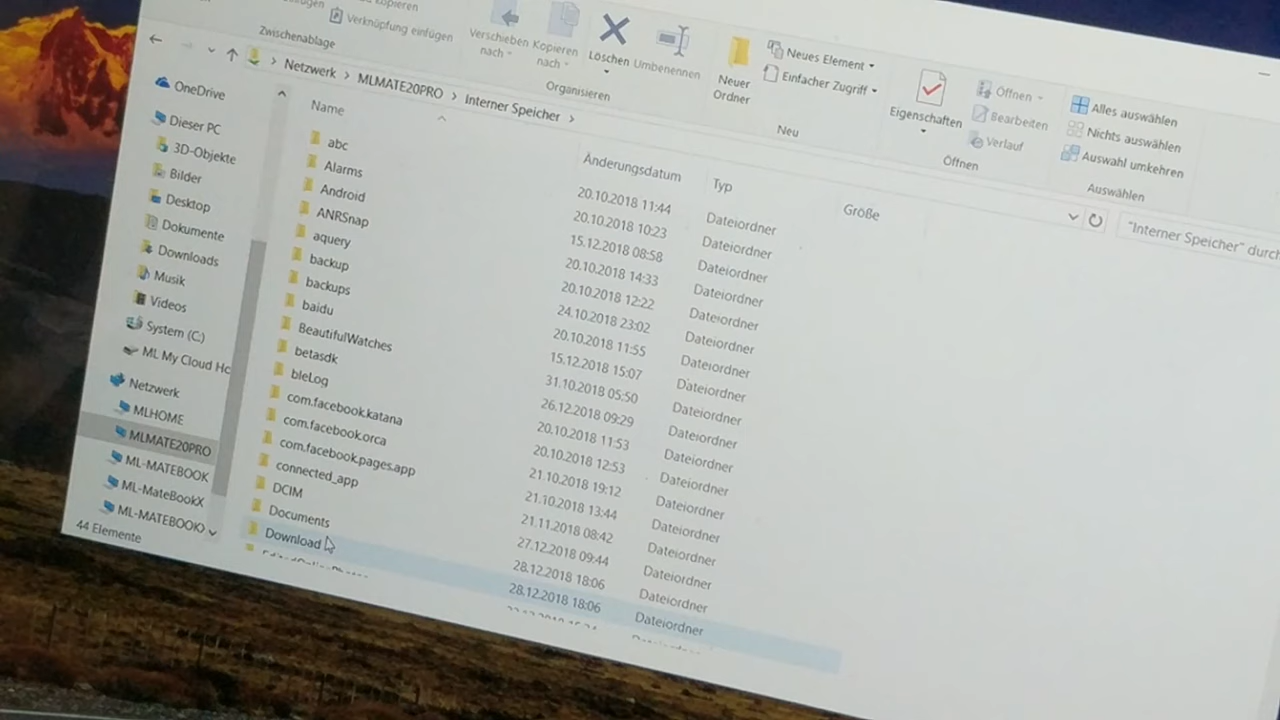 Kopieren
Verknüpfung einfügen
Zwischenablage
Verschieben nach
Kopieren nach
Löschen
Umbenennen
Organisieren
Neuer Ordner
Neues Element
Einfacher Zugriff
Neu
Eigenschaften
Öffnen
Bearbeiten
Verlauf
Öffnen
Alles auswählen
Nichts auswählen
Auswahl umkehren
Auswählen
Netzwerk > MLMATE20PRO > Interner Speicher >
"Interner Speicher" durch
OneDrive
Dieser PC
3D-Objekte
Bilder
Desktop
Dokumente
Downloads
Musik
Videos
System (C:)
ML My Cloud Hc
Netzwerk
MLHOME
MLMATE20PRO
ML-MATEBOOK
ML-MateBookX
ML-MATEBOOK
44 Elemente
Name Änderungsdatum Typ Größe
abc 20.10.2018 11:44 Dateiordner
Alarms 20.10.2018 10:23 Dateiordner
Android 15.12.2018 08:58 Dateiordner
ANRSnap 20.10.2018 14:33 Dateiordner
aquery 20.10.2018 12:22 Dateiordner
backup 24.10.2018 23:02 Dateiordner
backups 20.10.2018 11:55 Dateiordner
baidu 15.12.2018 15:07 Dateiordner
BeautifulWatches 31.10.2018 05:50 Dateiordner
betasdk 26.12.2018 09:29 Dateiordner
bleLog 20.10.2018 11:53 Dateiordner
com.facebook.katana 20.10.2018 12:53 Dateiordner
com.facebook.orca 21.10.2018 19:12 Dateiordner
com.facebook.pages.app 21.10.2018 13:44 Dateiordner
connected_app 21.11.2018 08:42 Dateiordner
DCIM 27.12.2018 09:44 Dateiordner
Documents 28.12.2018 18:06 Dateiordner
Download 28.12.2018 18:06 Dateiordner